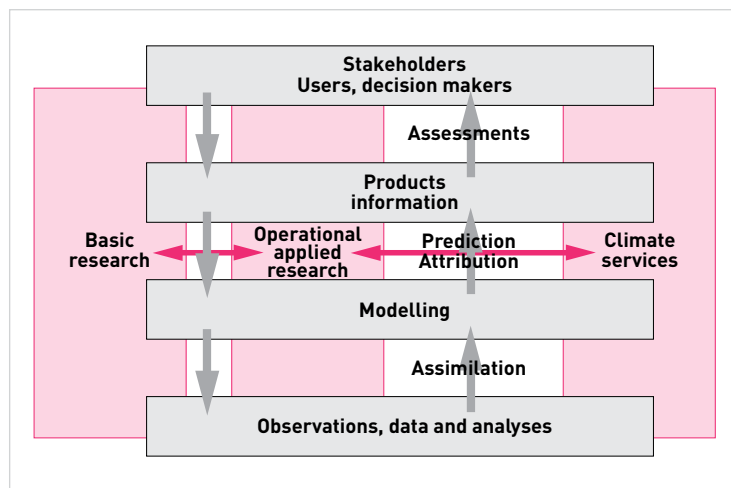 Stakeholders
Users, decision makers
Assessments
Products
information
Basic
research
Operational
applied
research
Prediction
Attribution
Climate
services
Modelling
Assimilation
Observations, data and analyses